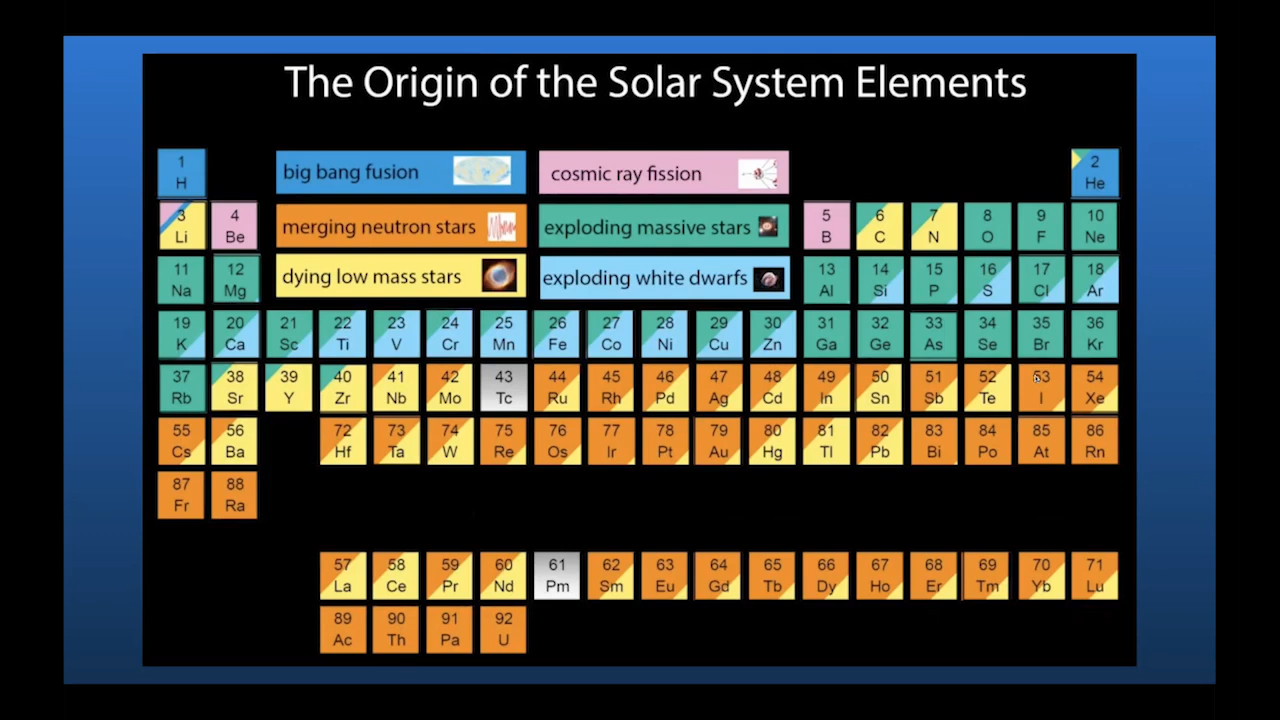 The Origin of the Solar System Elements
1 H
big bang fusion
cosmic ray fission
2 He
3 Li
4 Be
merging neutron stars
exploding massive stars
5 B
6 C
7 N
8 O
9 F
10 Ne
11 Na
12 Mg
dying low mass stars
exploding white dwarfs
13 Al
14 Si
15 P
16 S
17 Cl
18 Ar
19 K
20 Ca
21 Sc
22 Ti
23 V
24 Cr
25 Mn
26 Fe
27 Co
28 Ni
29 Cu
30 Zn
31 Ga
32 Ge
33 As
34 Se
35 Br
36 Kr
37 Rb
38 Sr
39 Y
40 Zr
41 Nb
42 Mo
43 Tc
44 Ru
45 Rh
46 Pd
47 Ag
48 Cd
49 In
50 Sn
51 Sb
52 Te
53 I
54 Xe
55 Cs
56 Ba
72 Hf
73 Ta
74 W
75 Re
76 Os
77 Ir
78 Pt
79 Au
80 Hg
81 Tl
82 Pb
83 Bi
84 Po
85 At
86 Rn
87 Fr
88 Ra
57 La
58 Ce
59 Pr
60 Nd
61 Pm
62 Sm
63 Eu
64 Gd
65 Tb
66 Dy
67 Ho
68 Er
69 Tm
70 Yb
71 Lu
89 Ac
90 Th
91 Pa
92 U